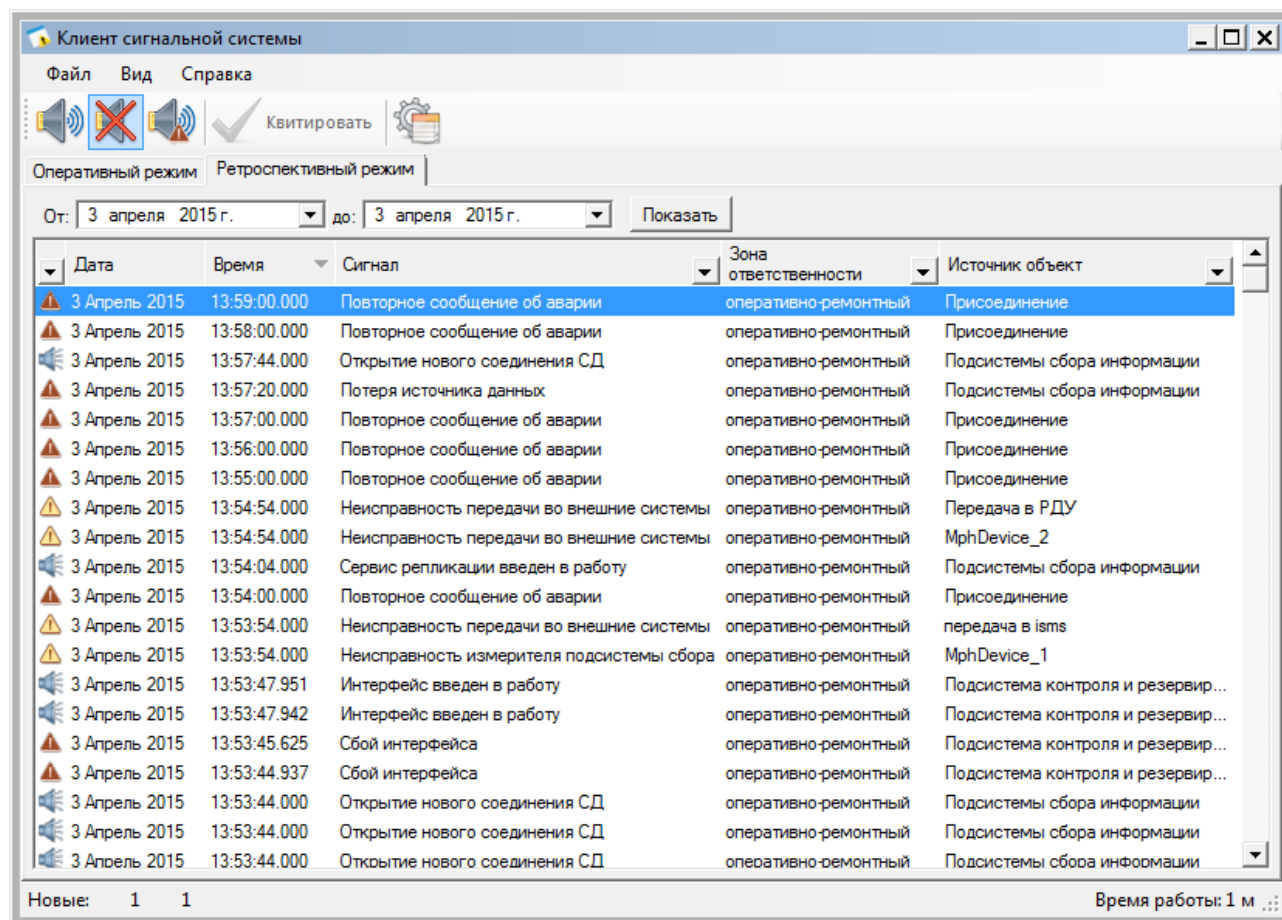 Клиент сигнальной системы
Файл Вид Справка
Квитировать
Оперативный режим Ретроспективный режим
От: 3 апреля 2015 г. до: 3 апреля 2015 г. Показать
Дата Время Сигнал Зона ответственности Источник объект
3 Апрель 2015 13:59:00.000 Повторное сообщение об аварии оперативно-ремонтный Присоединение
3 Апрель 2015 13:58:00.000 Повторное сообщение об аварии оперативно-ремонтный Присоединение
3 Апрель 2015 13:57:44.000 Открытие нового соединения СД оперативно-ремонтный Подсистемы сбора информации
3 Апрель 2015 13:57:20.000 Потеря источника данных оперативно-ремонтный Подсистемы сбора информации
3 Апрель 2015 13:57:00.000 Повторное сообщение об аварии оперативно-ремонтный Присоединение
3 Апрель 2015 13:56:00.000 Повторное сообщение об аварии оперативно-ремонтный Присоединение
3 Апрель 2015 13:55:00.000 Повторное сообщение об аварии оперативно-ремонтный Присоединение
3 Апрель 2015 13:54:54.000 Неисправность передачи во внешние системы оперативно-ремонтный Передача в РДУ
3 Апрель 2015 13:54:54.000 Неисправность передачи во внешние системы оперативно-ремонтный MphDevice_2
3 Апрель 2015 13:54:04.000 Сервис репликации введен в работу оперативно-ремонтный Подсистемы сбора информации
3 Апрель 2015 13:54:00.000 Повторное сообщение об аварии оперативно-ремонтный Присоединение
3 Апрель 2015 13:53:54.000 Неисправность передачи во внешние системы оперативно-ремонтный передача в isms
3 Апрель 2015 13:53:54.000 Неисправность измерителя подсистемы сбора оперативно-ремонтный MphDevice_1
3 Апрель 2015 13:53:47.951 Интерфейс введен в работу оперативно-ремонтный Подсистема контроля и резервир...
3 Апрель 2015 13:53:47.942 Интерфейс введен в работу оперативно-ремонтный Подсистема контроля и резервир...
3 Апрель 2015 13:53:45.625 Сбой интерфейса оперативно-ремонтный Подсистема контроля и резервир...
3 Апрель 2015 13:53:44.937 Сбой интерфейса оперативно-ремонтный Подсистема контроля и резервир...
3 Апрель 2015 13:53:44.000 Открытие нового соединения СД оперативно-ремонтный Подсистемы сбора информации
3 Апрель 2015 13:53:44.000 Открытие нового соединения СД оперативно-ремонтный Подсистемы сбора информации
3 Апрель 2015 13:53:44.000 Открытие нового соединения СД оперативно-ремонтный Подсистемы сбора информации
Новые: 1 1 Время работы: 1 м